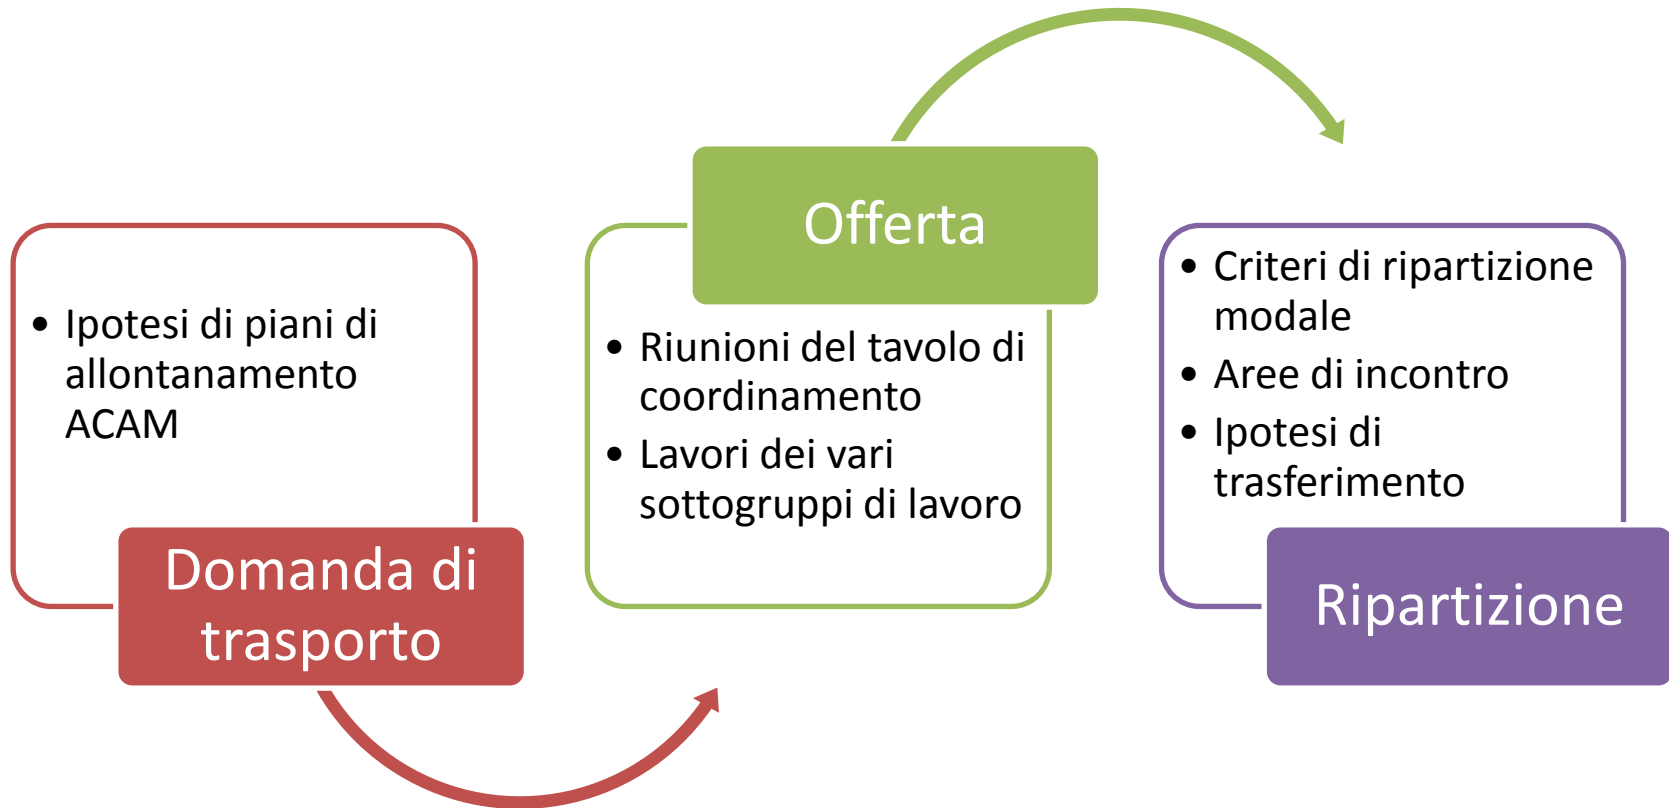 • Ipotesi di piani di
allontanamento
ACAM
Domanda di
trasporto
Offerta
• Riunioni del tavolo di
coordinamento
• Lavori dei vari
sottogruppi di lavoro
• Criteri di ripartizione
modale
• Aree di incontro
• Ipotesi di
trasferimento
Ripartizione